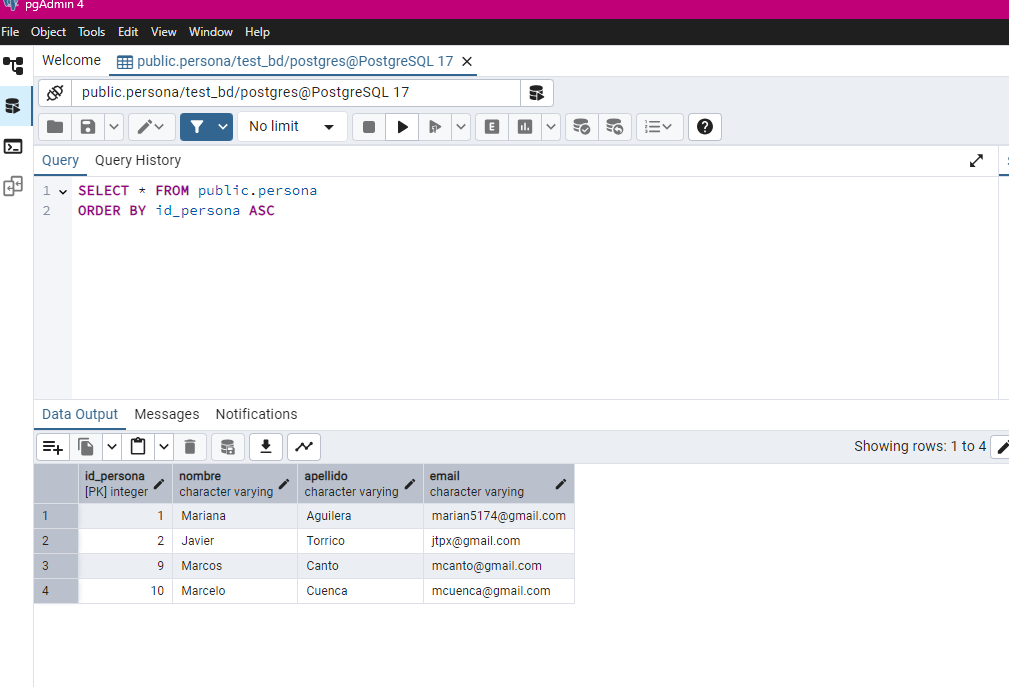 pgAdmin 4
File Object Tools Edit View Window Help
Welcome public.persona/test_bd/postgres@PostgreSQL 17
public.persona/test_bd/postgres@PostgreSQL 17
No limit
Query Query History
1 SELECT * FROM public.persona
2 ORDER BY id_persona ASC
Data Output Messages Notifications
Showing rows: 1 to 4
id_persona nombre apellido email
[PK] integer character varying character varying character varying
1 1 Mariana Aguilera marian5174@gmail.com
2 2 Javier Torrico jtpx@gmail.com
3 9 Marcos Canto mcanto@gmail.com
4 10 Marcelo Cuenca mcuenca@gmail.com